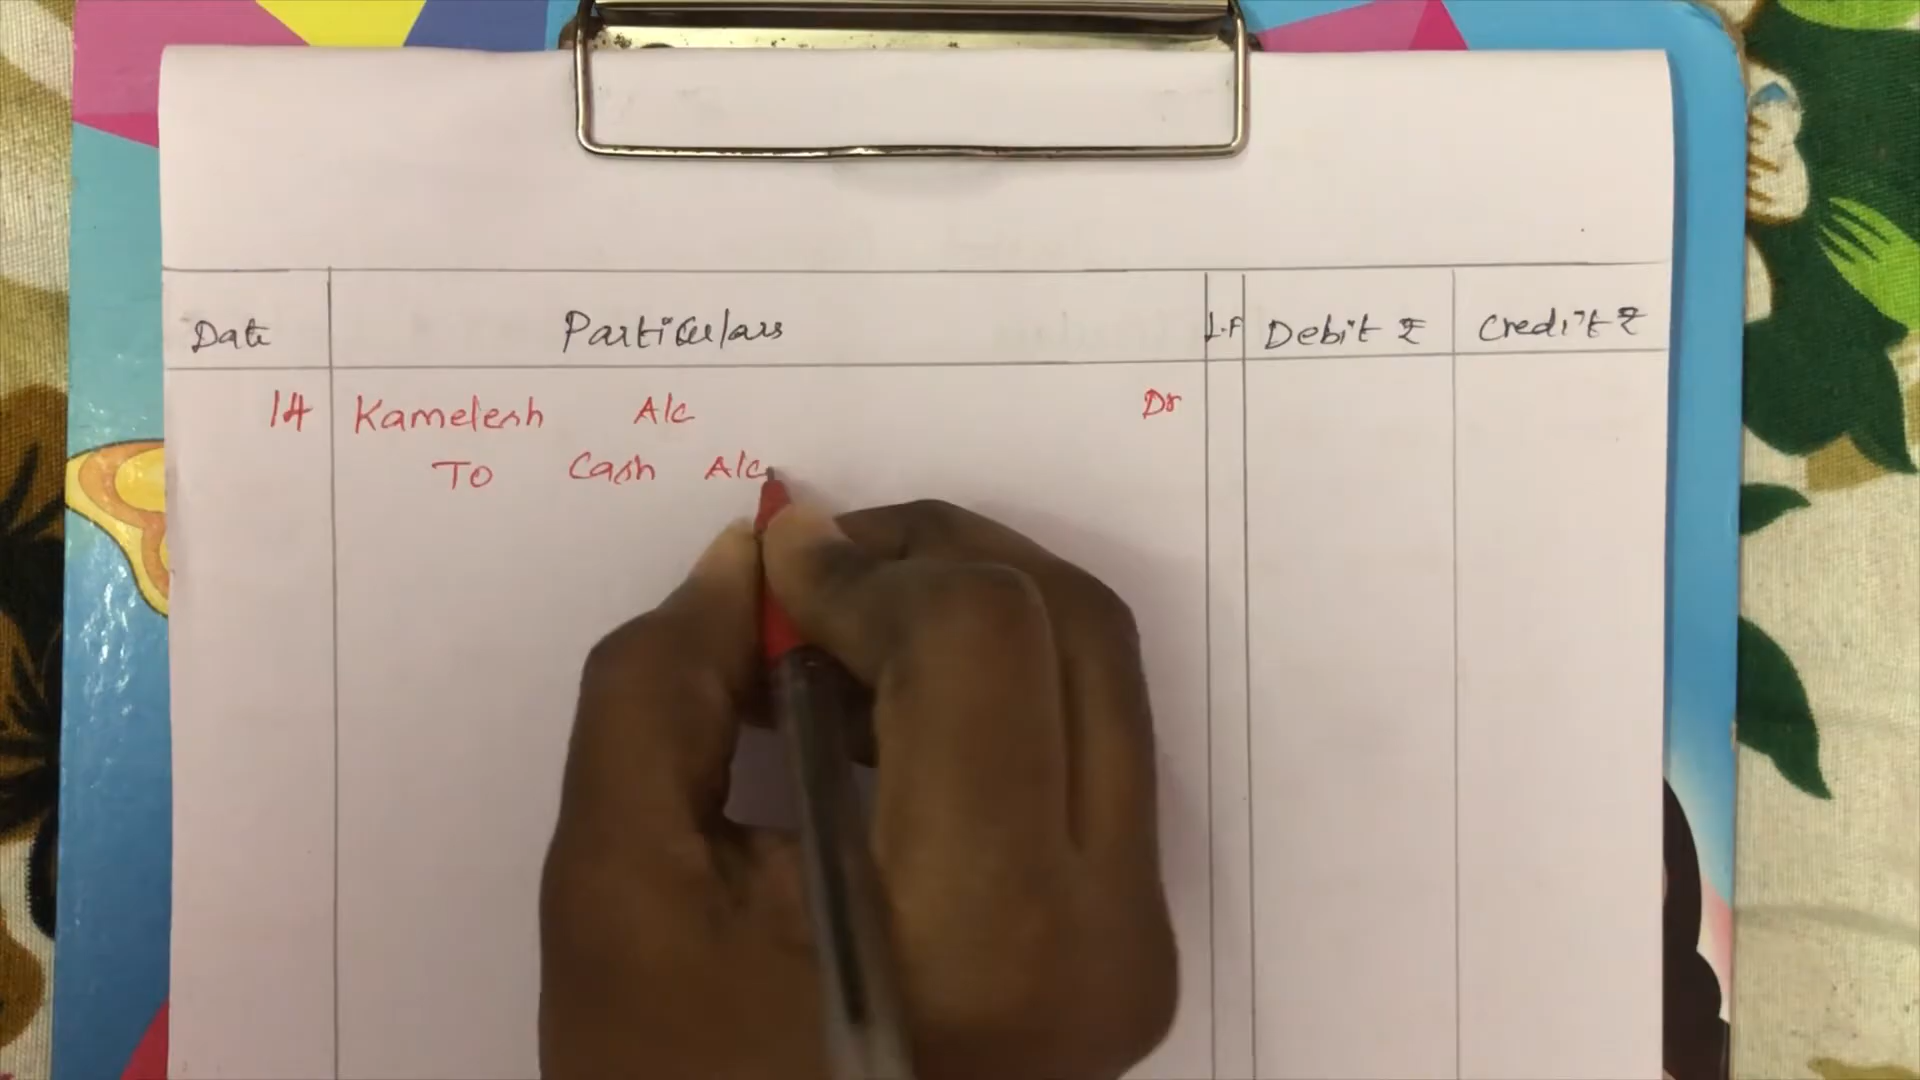 Date Particulars L.F Debit ₹ Credit ₹
14 Kamelesh A/c Dr
To Cash A/c